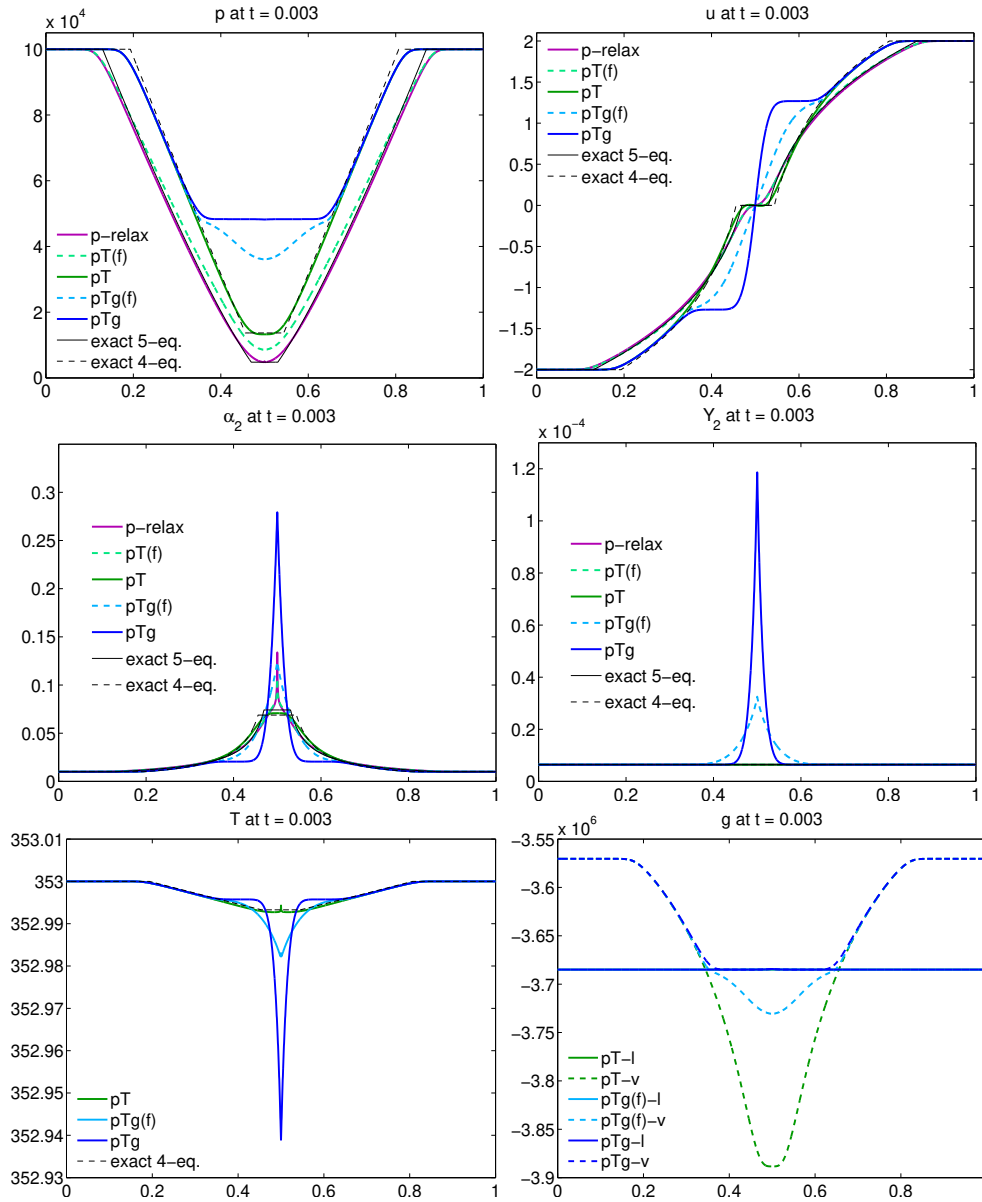 p at t = 0.003
x 10⁴
10
8
6
4
2
0
0 0.2 0.4 0.6 0.8 1
p−relax
pT(f)
pT
pTg(f)
pTg
exact 5−eq.
exact 4−eq.
u at t = 0.003
2
1.5
1
0.5
0
−0.5
−1
−1.5
−2
0 0.2 0.4 0.6 0.8 1
p−relax
pT(f)
pT
pTg(f)
pTg
exact 5−eq.
exact 4−eq.
α₂ at t = 0.003
0.3
0.25
0.2
0.15
0.1
0.05
0
0 0.2 0.4 0.6 0.8 1
p−relax
pT(f)
pT
pTg(f)
pTg
exact 5−eq.
exact 4−eq.
Y₂ at t = 0.003
x 10⁻⁴
1.2
1
0.8
0.6
0.4
0.2
0
0 0.2 0.4 0.6 0.8 1
p−relax
pT(f)
pT
pTg(f)
pTg
exact 5−eq.
exact 4−eq.
T at t = 0.003
353.01
353
352.99
352.98
352.97
352.96
352.95
352.94
352.93
0 0.2 0.4 0.6 0.8 1
pT
pTg(f)
pTg
exact 4−eq.
g at t = 0.003
x 10⁶
−3.55
−3.6
−3.65
−3.7
−3.75
−3.8
−3.85
−3.9
0 0.2 0.4 0.6 0.8
pT−l
pT−v
pTg(f)−l
pTg(f)−v
pTg−l
pTg−v